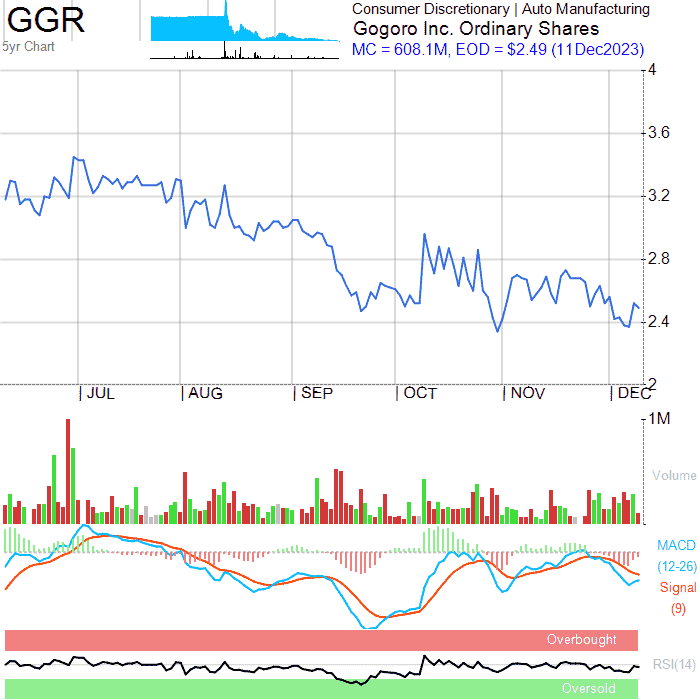 GGR
5yr Chart
Consumer Discretionary | Auto Manufacturing
Gogoro Inc. Ordinary Shares
MC = 608.1M, EOD = $2.49 (11Dec2023)
4
3.6
3.2
2.8
2.4
2
JUL
AUG
SEP
OCT
NOV
DEC
1M
Volume
MACD
(12-26)
Signal
(9)
Overbought
RSI(14)
Oversold